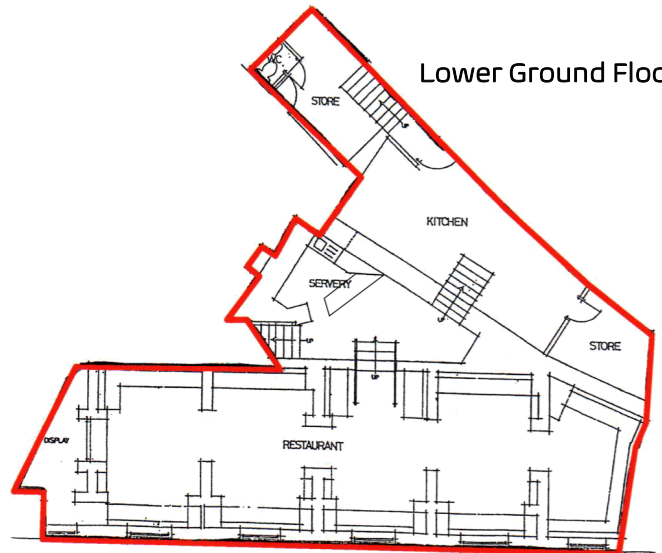 Lower Ground Floo
WC
STORE
UP
KITCHEN
SERVERY
UP
UP
UP
STORE
DISPLAY
RESTAURANT